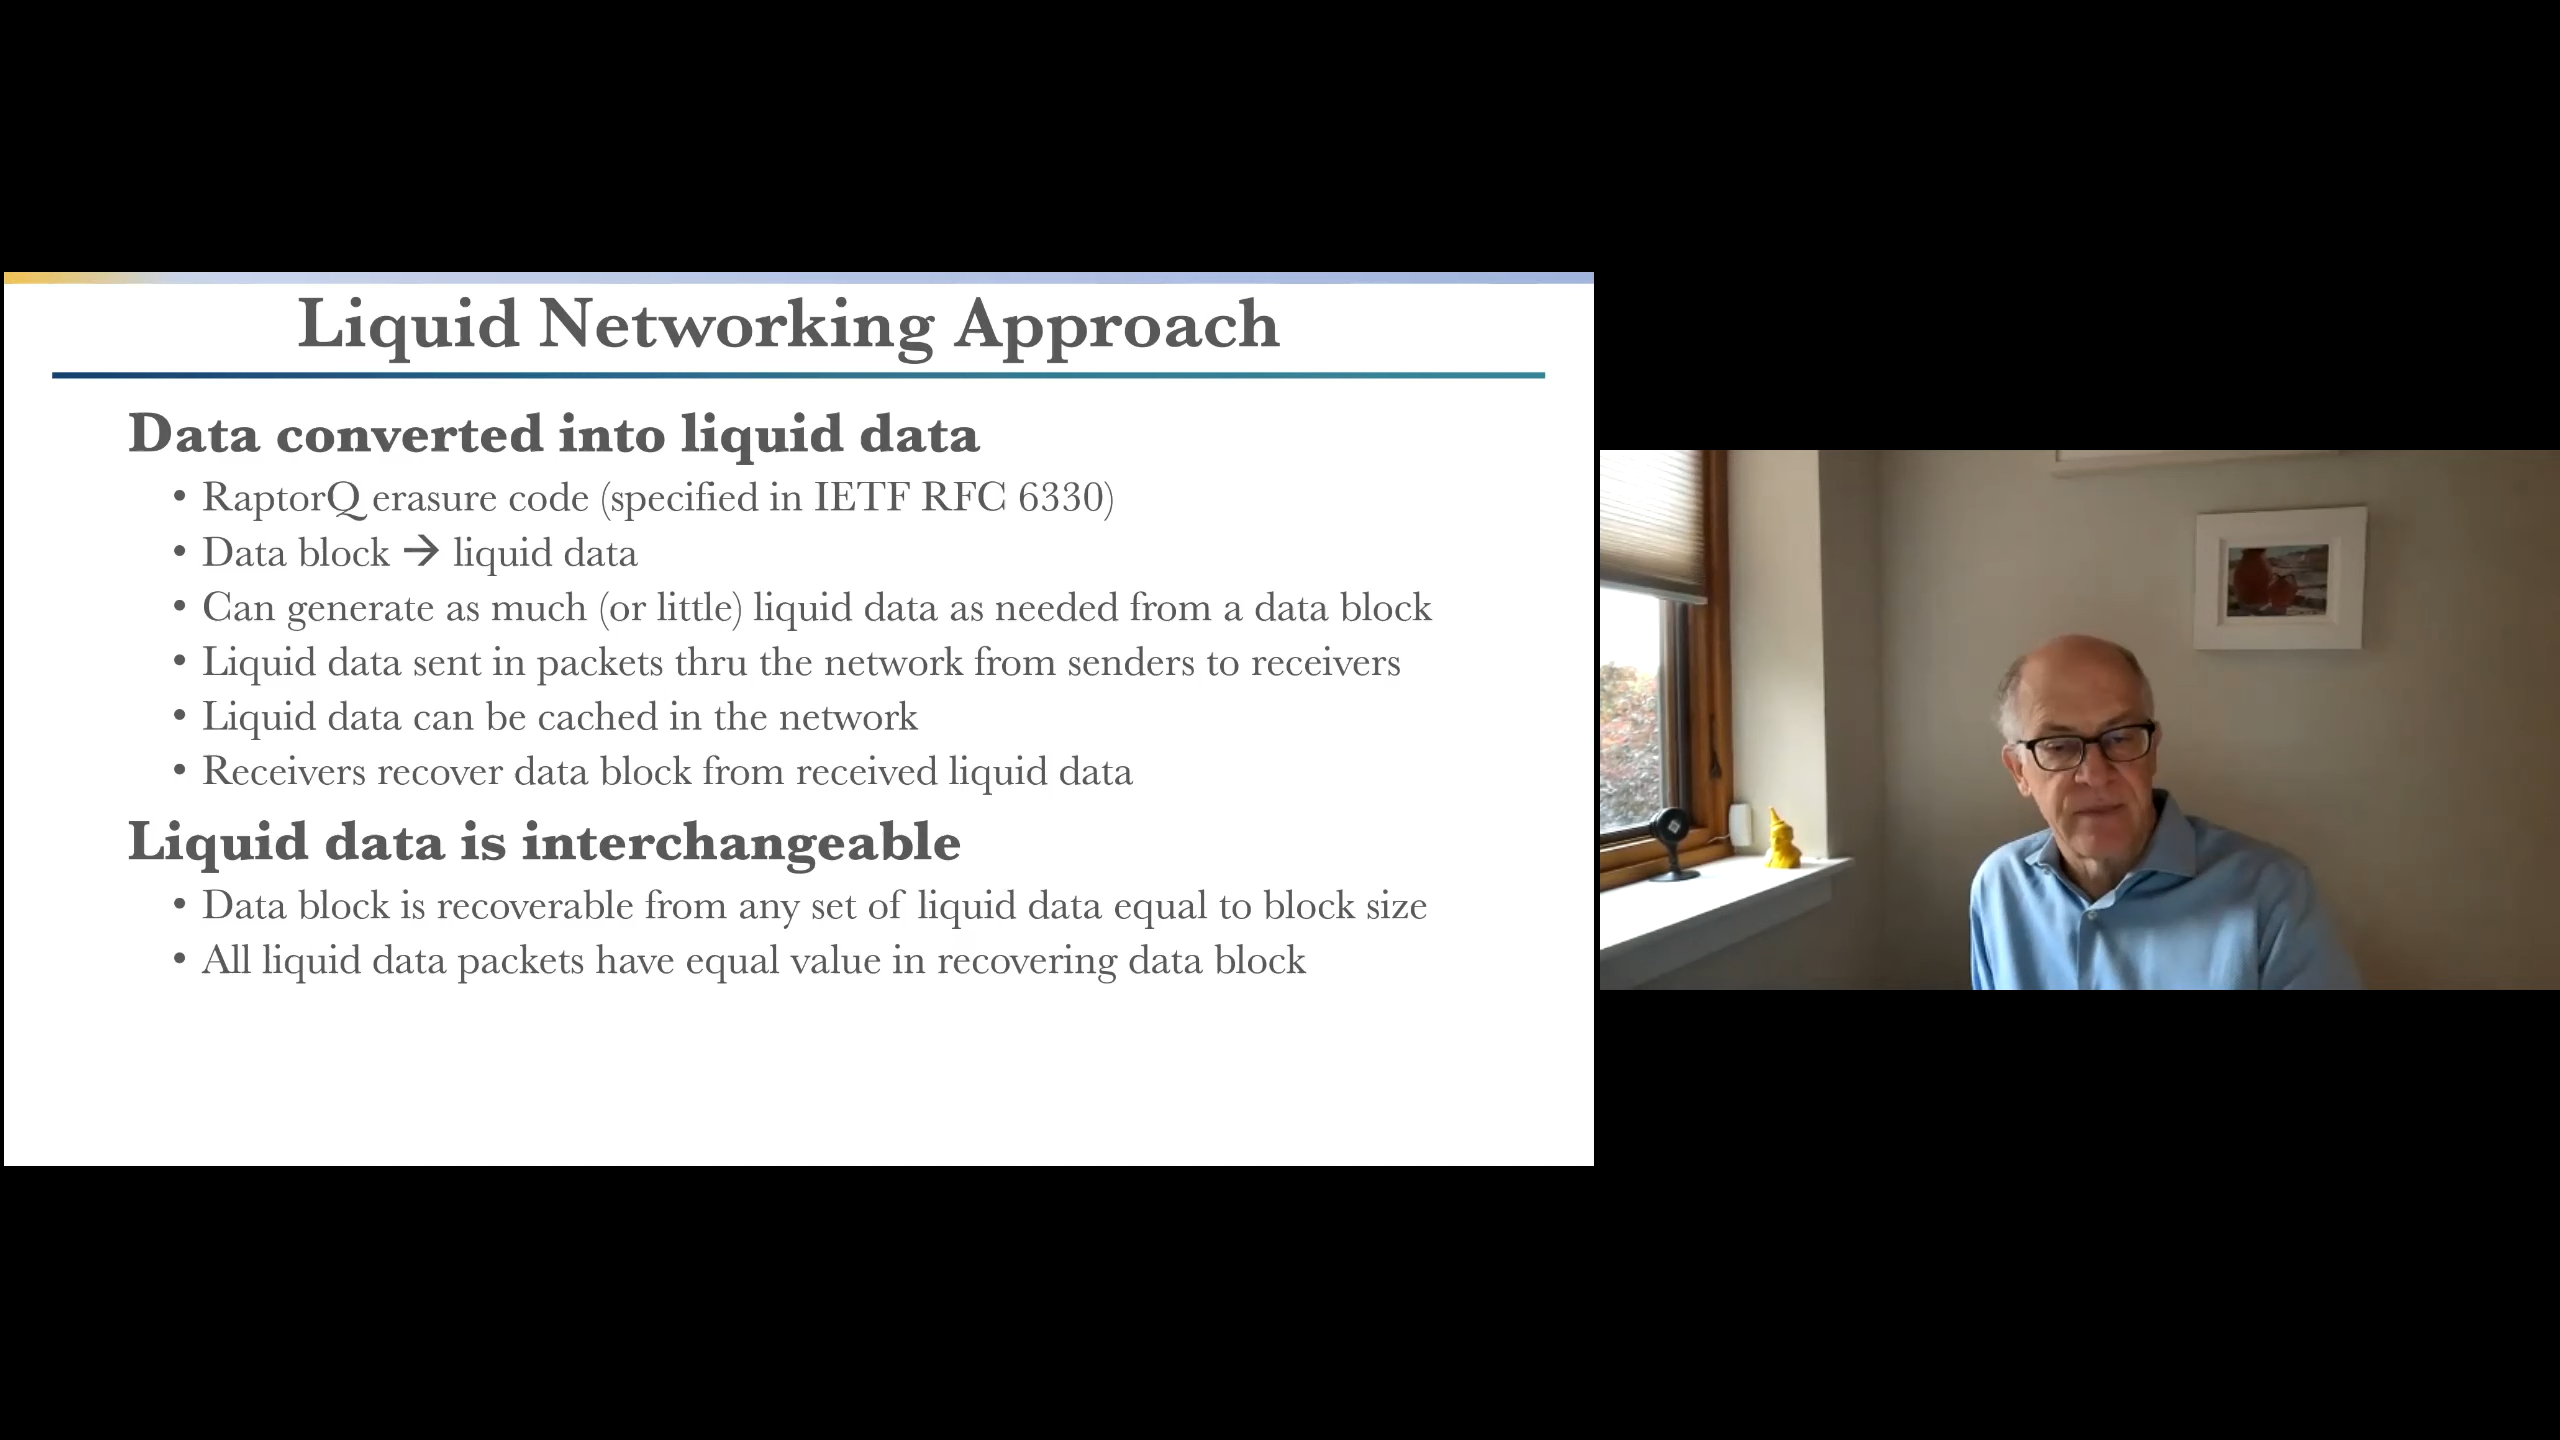 Liquid Networking Approach
Data converted into liquid data
• RaptorQ erasure code (specified in IETF RFC 6330)
• Data block → liquid data
• Can generate as much (or little) liquid data as needed from a data block
• Liquid data sent in packets thru the network from senders to receivers
• Liquid data can be cached in the network
• Receivers recover data block from received liquid data
Liquid data is interchangeable
• Data block is recoverable from any set of liquid data equal to block size
• All liquid data packets have equal value in recovering data block